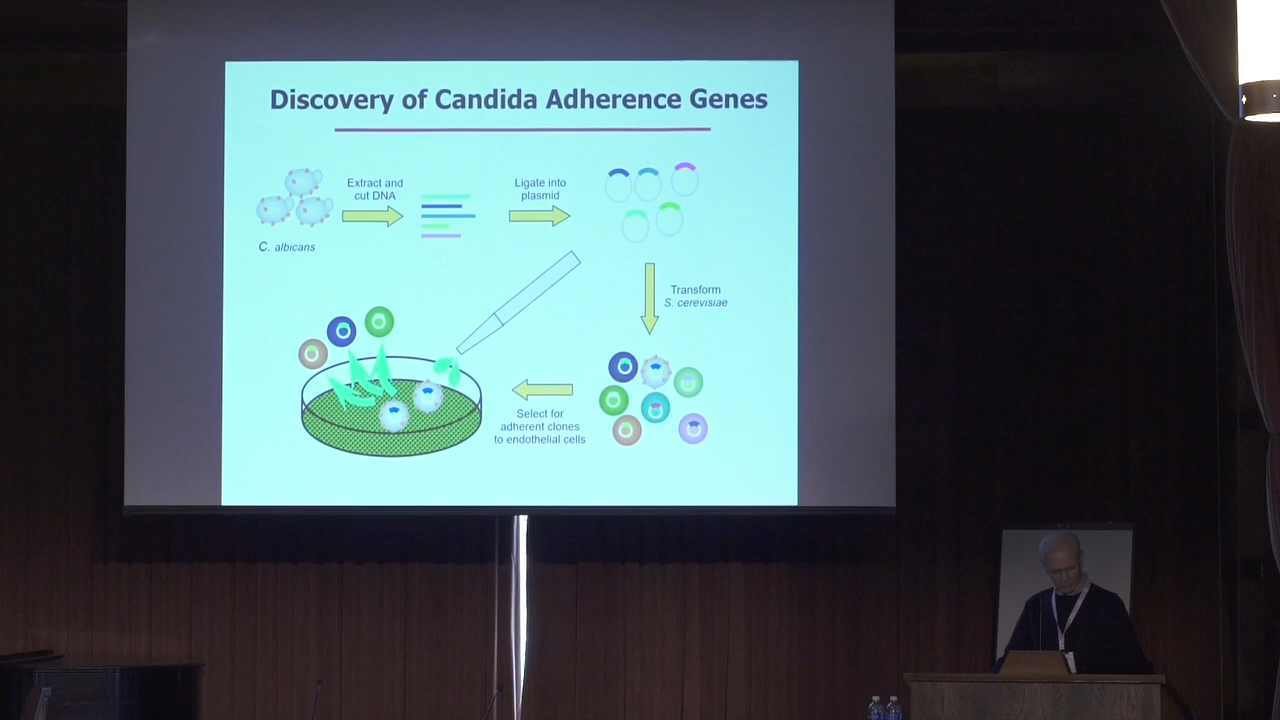 Discovery of Candida Adherence Genes
Extract and
cut DNA
Ligate into
plasmid
C. albicans
Transform
S. cerevisiae
Select for
adherent clones
to endothelial cells